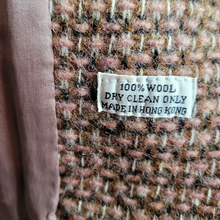 100% WOOL
DRY CLEAN ONLY
MADE IN HONG KONG